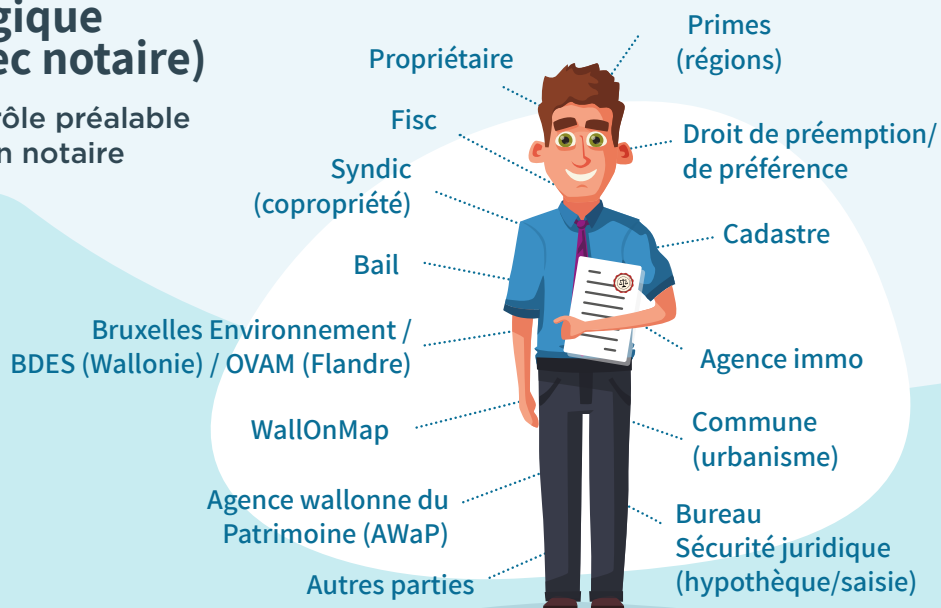 gique
ec notaire)
rôle préalable
n notaire
Propriétaire
Fisc
Syndic
(copropriété)
Bail
Bruxelles Environnement /
BDES (Wallonie) / OVAM (Flandre)
WallOnMap
Agence wallonne du
Patrimoine (AWaP)
Autres parties
Primes
(régions)
Droit de préemption/
de préférence
Cadastre
Agence immo
Commune
(urbanisme)
Bureau
Sécurité juridique
(hypothèque/saisie)